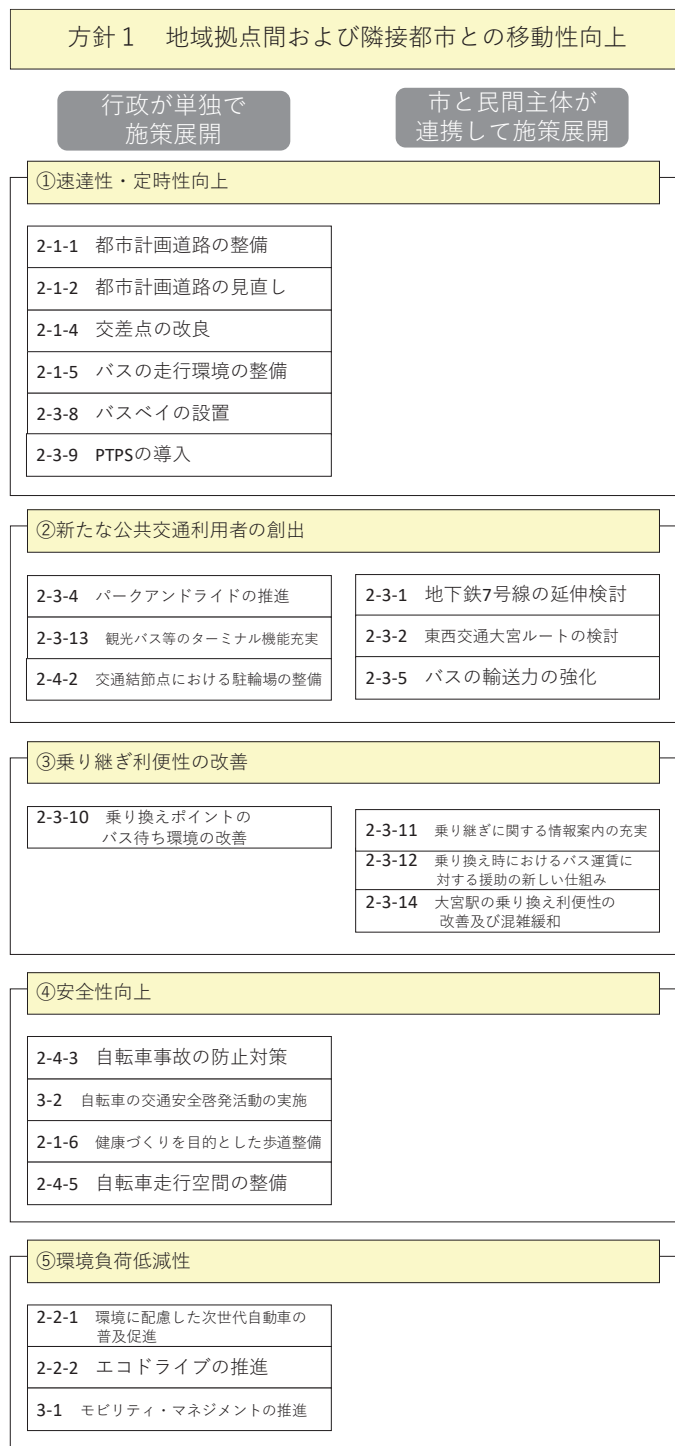 方針１　地域拠点間および隣接都市との移動性向上
行政が単独で
施策展開
市と民間主体が
連携して施策展開
①速達性・定時性向上
2-1-1 都市計画道路の整備
2-1-2 都市計画道路の見直し
2-1-4 交差点の改良
2-1-5 バスの走行環境の整備
2-3-8 バスベイの設置
2-3-9 PTPSの導入
②新たな公共交通利用者の創出
2-3-4 パークアンドライドの推進
2-3-13 観光バス等のターミナル機能充実
2-4-2 交通結節点における駐輪場の整備
2-3-1 地下鉄7号線の延伸検討
2-3-2 東西交通大宮ルートの検討
2-3-5 バスの輸送力の強化
③乗り継ぎ利便性の改善
2-3-10 乗り換えポイントの
バス待ち環境の改善
2-3-11 乗り継ぎに関する情報案内の充実
2-3-12 乗り換え時におけるバス運賃に
対する援助の新しい仕組み
2-3-14 大宮駅の乗り換え利便性の
改善及び混雑緩和
④安全性向上
2-4-3 自転車事故の防止対策
3-2 自転車の交通安全啓発活動の実施
2-1-6 健康づくりを目的とした歩道整備
2-4-5 自転車走行空間の整備
⑤環境負荷低減性
2-2-1 環境に配慮した次世代自動車の
普及促進
2-2-2 エコドライブの推進
3-1 モビリティ・マネジメントの推進